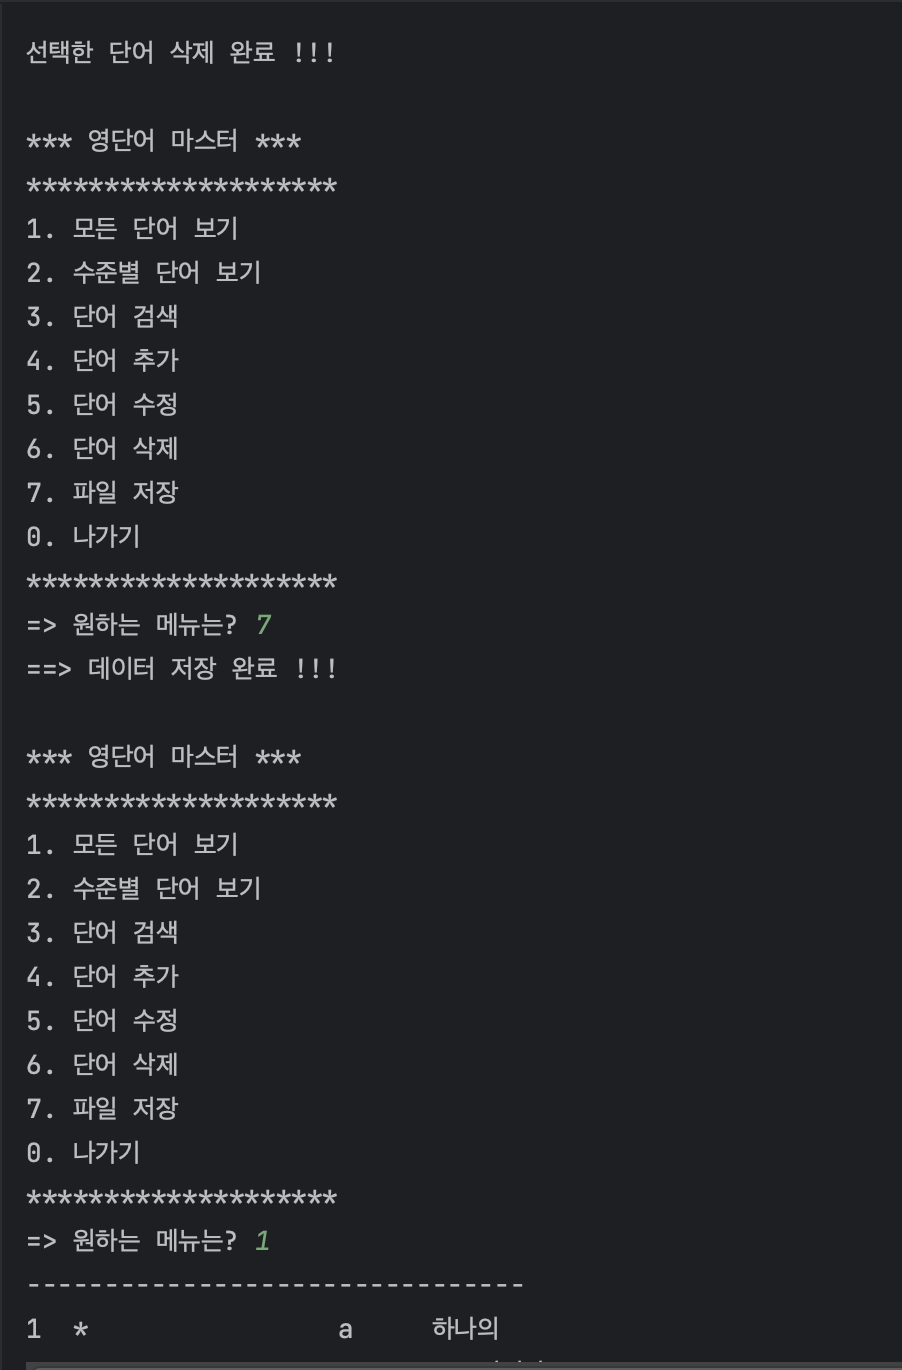 선택한 단어 삭제 완료 !!!
*** 영단어 마스터 ***
********************
1. 모든 단어 보기
2. 수준별 단어 보기
3. 단어 검색
4. 단어 추가
5. 단어 수정
6. 단어 삭제
7. 파일 저장
0. 나가기
********************
=> 원하는 메뉴는? 7
==> 데이터 저장 완료 !!!
*** 영단어 마스터 ***
********************
1. 모든 단어 보기
2. 수준별 단어 보기
3. 단어 검색
4. 단어 추가
5. 단어 수정
6. 단어 삭제
7. 파일 저장
0. 나가기
********************
=> 원하는 메뉴는? 1
--------------------------------
1 * a 하나의